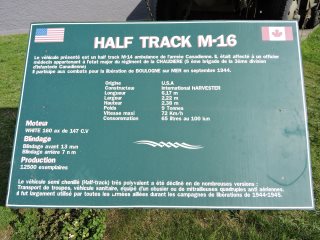 HALF TRACK M-16
Le véhicule présenté est un half track M-14 ambulance de l'armée Canadienne. IL était affecté à un officier
médecin appartenant à l'état major du régiment de la CHAUDIERE (8 ème brigade de la 3ème division
d'infanterie Canadienne)
Il participe aux combats pour la libération de BOULOGNE sur MER en septembre 1944.
Origine U.S.A
Constructeur International HARVESTER
Longueur 6,17 m
Largeur 2,22 m
Hauteur 2,30 m
Poids 9 Tonnes
Vitesse maxi 72 Km/h
Consommation 65 litres au 100 km
Moteur
WHITE 160 ax de 147 C.V
Blindage
Blindage avant 13 mm
Blindage arrière 7 mm
Production
12500 exemplaires
Le véhicule semi chenillé (Half-track) très polyvalent a été décliné en de nombreuses versions :
Transport de troupes, véhicule sanitaire, équipé d'un obusier ou de mitrailleuses quadruples anti aériennes.
Il fut largement utilisé par toutes les armées alliées durant les campagnes de libérations de 1944-1945.